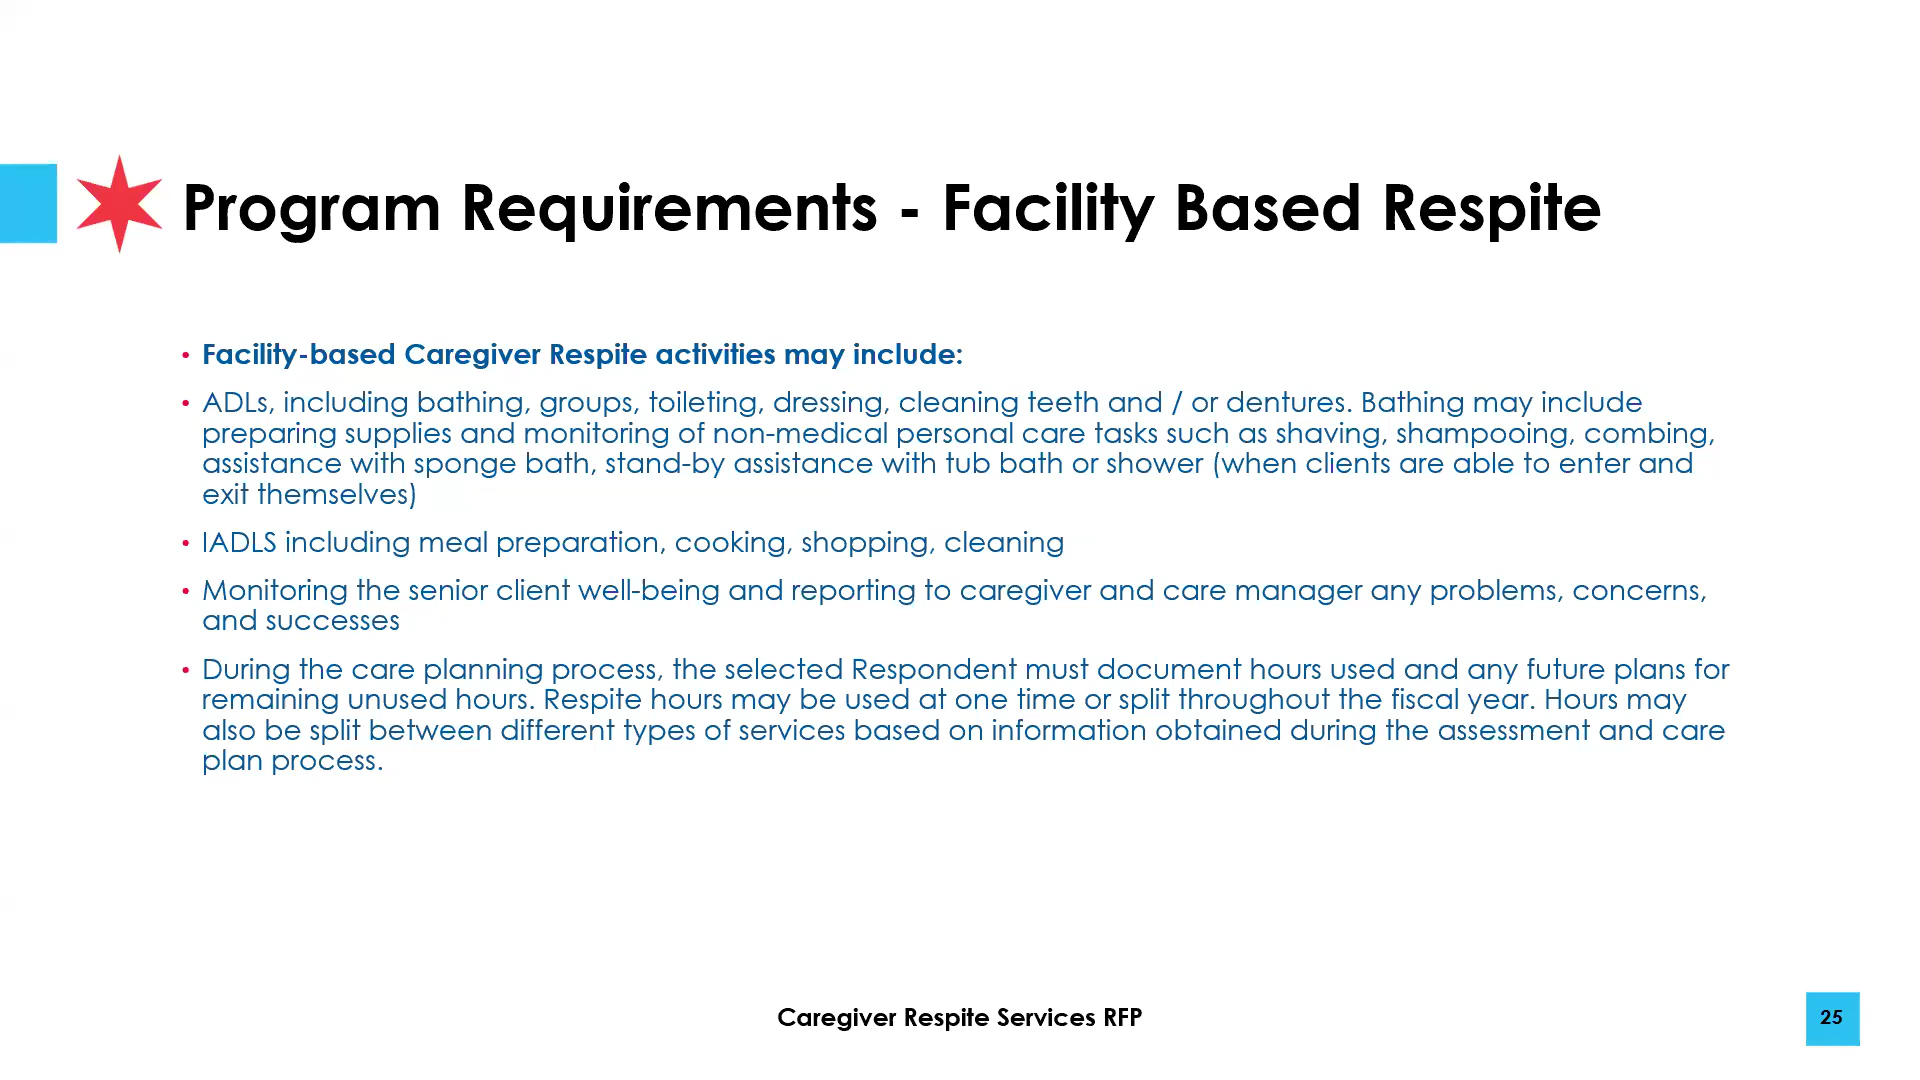 Program Requirements - Facility Based Respite
• Facility-based Caregiver Respite activities may include:
• ADLs, including bathing, groups, toileting, dressing, cleaning teeth and / or dentures. Bathing may include
preparing supplies and monitoring of non-medical personal care tasks such as shaving, shampooing, combing,
assistance with sponge bath, stand-by assistance with tub bath or shower (when clients are able to enter and
exit themselves)
• IADLS including meal preparation, cooking, shopping, cleaning
• Monitoring the senior client well-being and reporting to caregiver and care manager any problems, concerns,
and successes
• During the care planning process, the selected Respondent must document hours used and any future plans for
remaining unused hours. Respite hours may be used at one time or split throughout the fiscal year. Hours may
also be split between different types of services based on information obtained during the assessment and care
plan process.
Caregiver Respite Services RFP
25